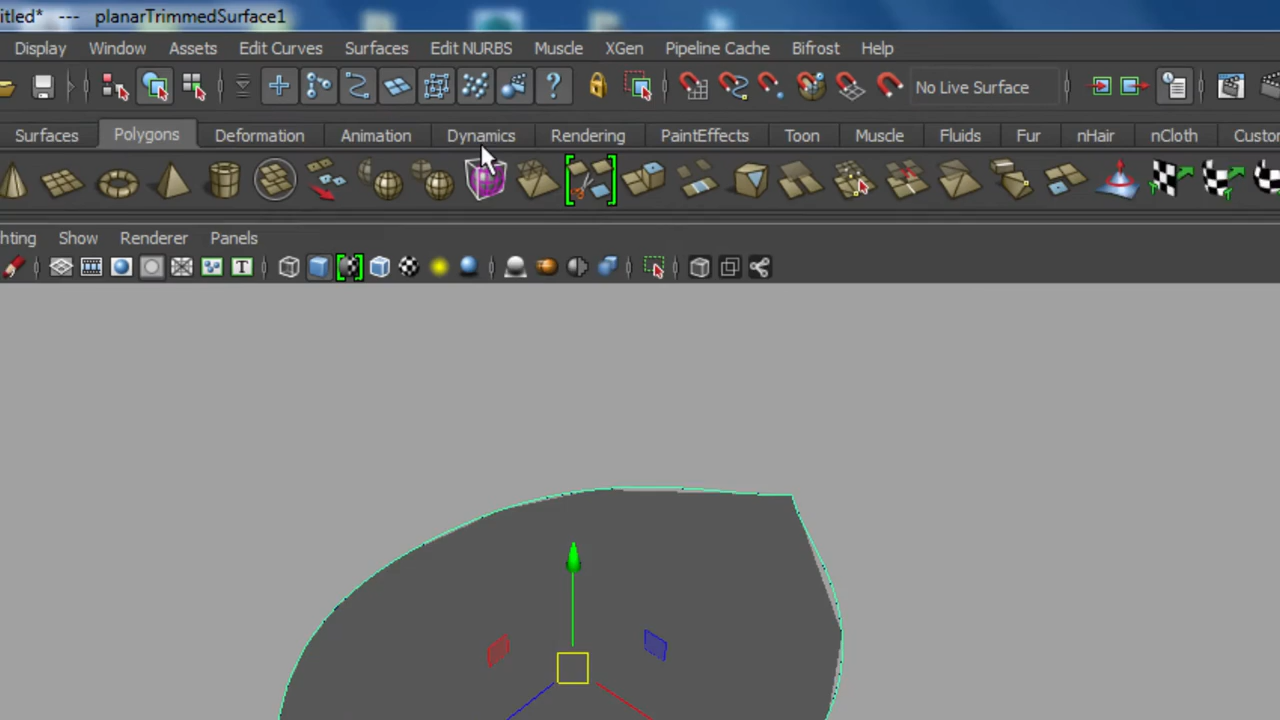 itled* --- planarTrimmedSurface1
Display Window Assets Edit Curves Surfaces Edit NURBS Muscle XGen Pipeline Cache Bifrost Help
? No Live Surface
Surfaces Polygons Deformation Animation Dynamics Rendering PaintEffects Toon Muscle Fluids Fur nHair nCloth Custo
hting Show Renderer Panels
T